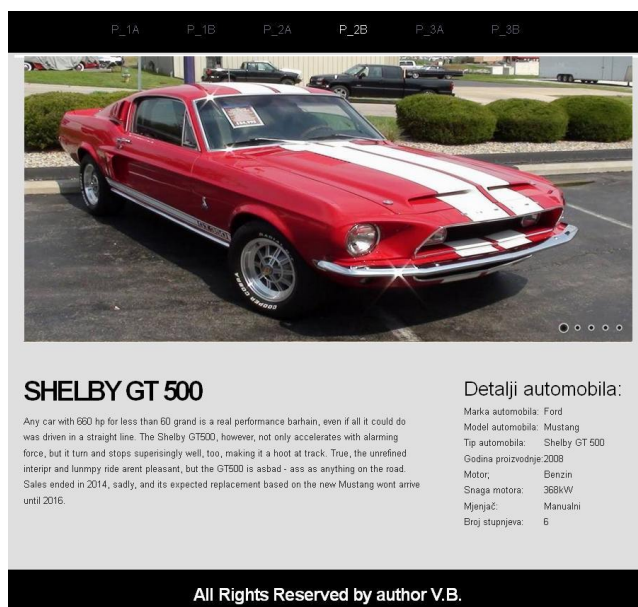 P_1A P_1B P_2A P_2B P_3A P_3B
COOPER COBRA
SHELBY GT 500
Any car with 660 hp for less than 60 grand is a real performance barhain, even if all it could do
was driven in a straight line. The Shelby GT500, however, not only accelerates with alarming
force, but it turn and stops superisingly well, too, making it a hoot at track. True, the unrefined
interipr and lunmpy ride arent pleasant, but the GT500 is asbad - ass as anything on the road.
Sales ended in 2014, sadly, and its expected replacement based on the new Mustang wont arrive
until 2016.
Detalji automobila:
Marka automobila: Ford
Model automobila: Mustang
Tip automobila: Shelby GT 500
Godina proizvodnje:2008
Motor; Benzin
Snaga motora: 368kW
Mjenjač: Manualni
Broj stupnjeva: 6
All Rights Reserved by author V.B.